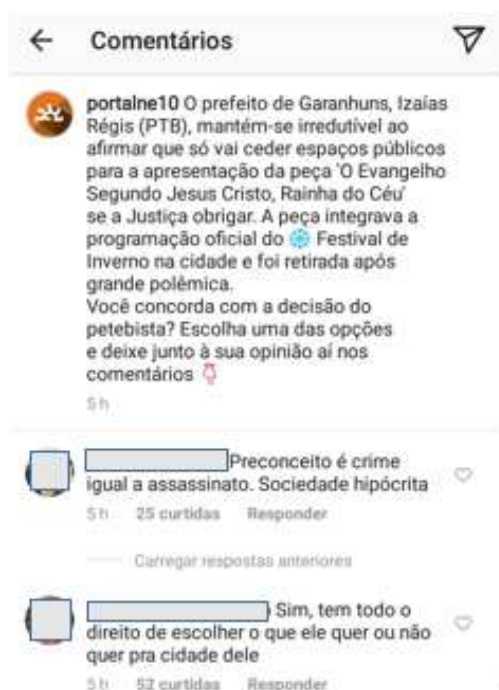 Comentários
portalne10 O prefeito de Garanhuns, Izaías
Régis (PTB), mantém-se irredutível ao
afirmar que só vai ceder espaços públicos
para a apresentação da peça 'O Evangelho
Segundo Jesus Cristo, Rainha do Céu'
se a Justiça obrigar. A peça integrava a
programação oficial do Festival de
Inverno na cidade e foi retirada após
grande polêmica.
Você concorda com a decisão do
petebista? Escolha uma das opções
e deixe junto à sua opinião aí nos
comentários
5 h
Preconceito é crime
igual a assassinato. Sociedade hipócrita
5 h 25 curtidas Responder
Carregar respostas anteriores
Sim, tem todo o
direito de escolher o que ele quer ou não
quer pra cidade dele
5 h 52 curtidas Responder